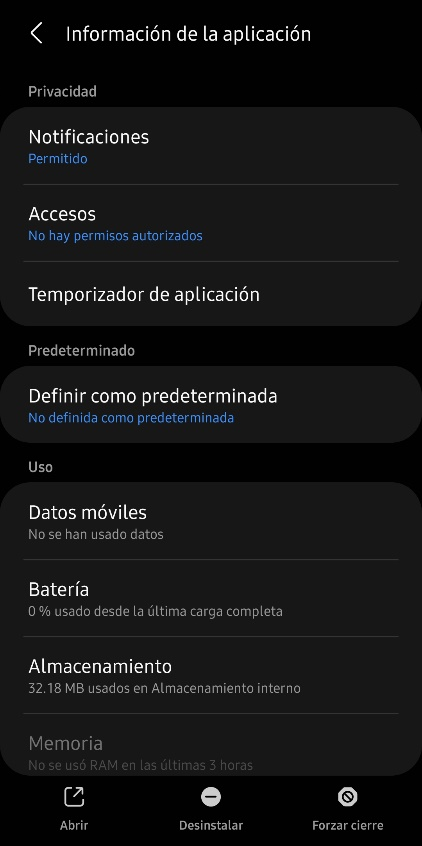 Información de la aplicación
Privacidad
Notificaciones
Permitido
Accesos
No hay permisos autorizados
Temporizador de aplicación
Predeterminado
Definir como predeterminada
No definida como predeterminada
Uso
Datos móviles
No se han usado datos
Batería
0 % usado desde la última carga completa
Almacenamiento
32.18 MB usados en Almacenamiento interno
Memoria
No se usó RAM en las últimas 3 horas
Abrir
Desinstalar
Forzar cierre